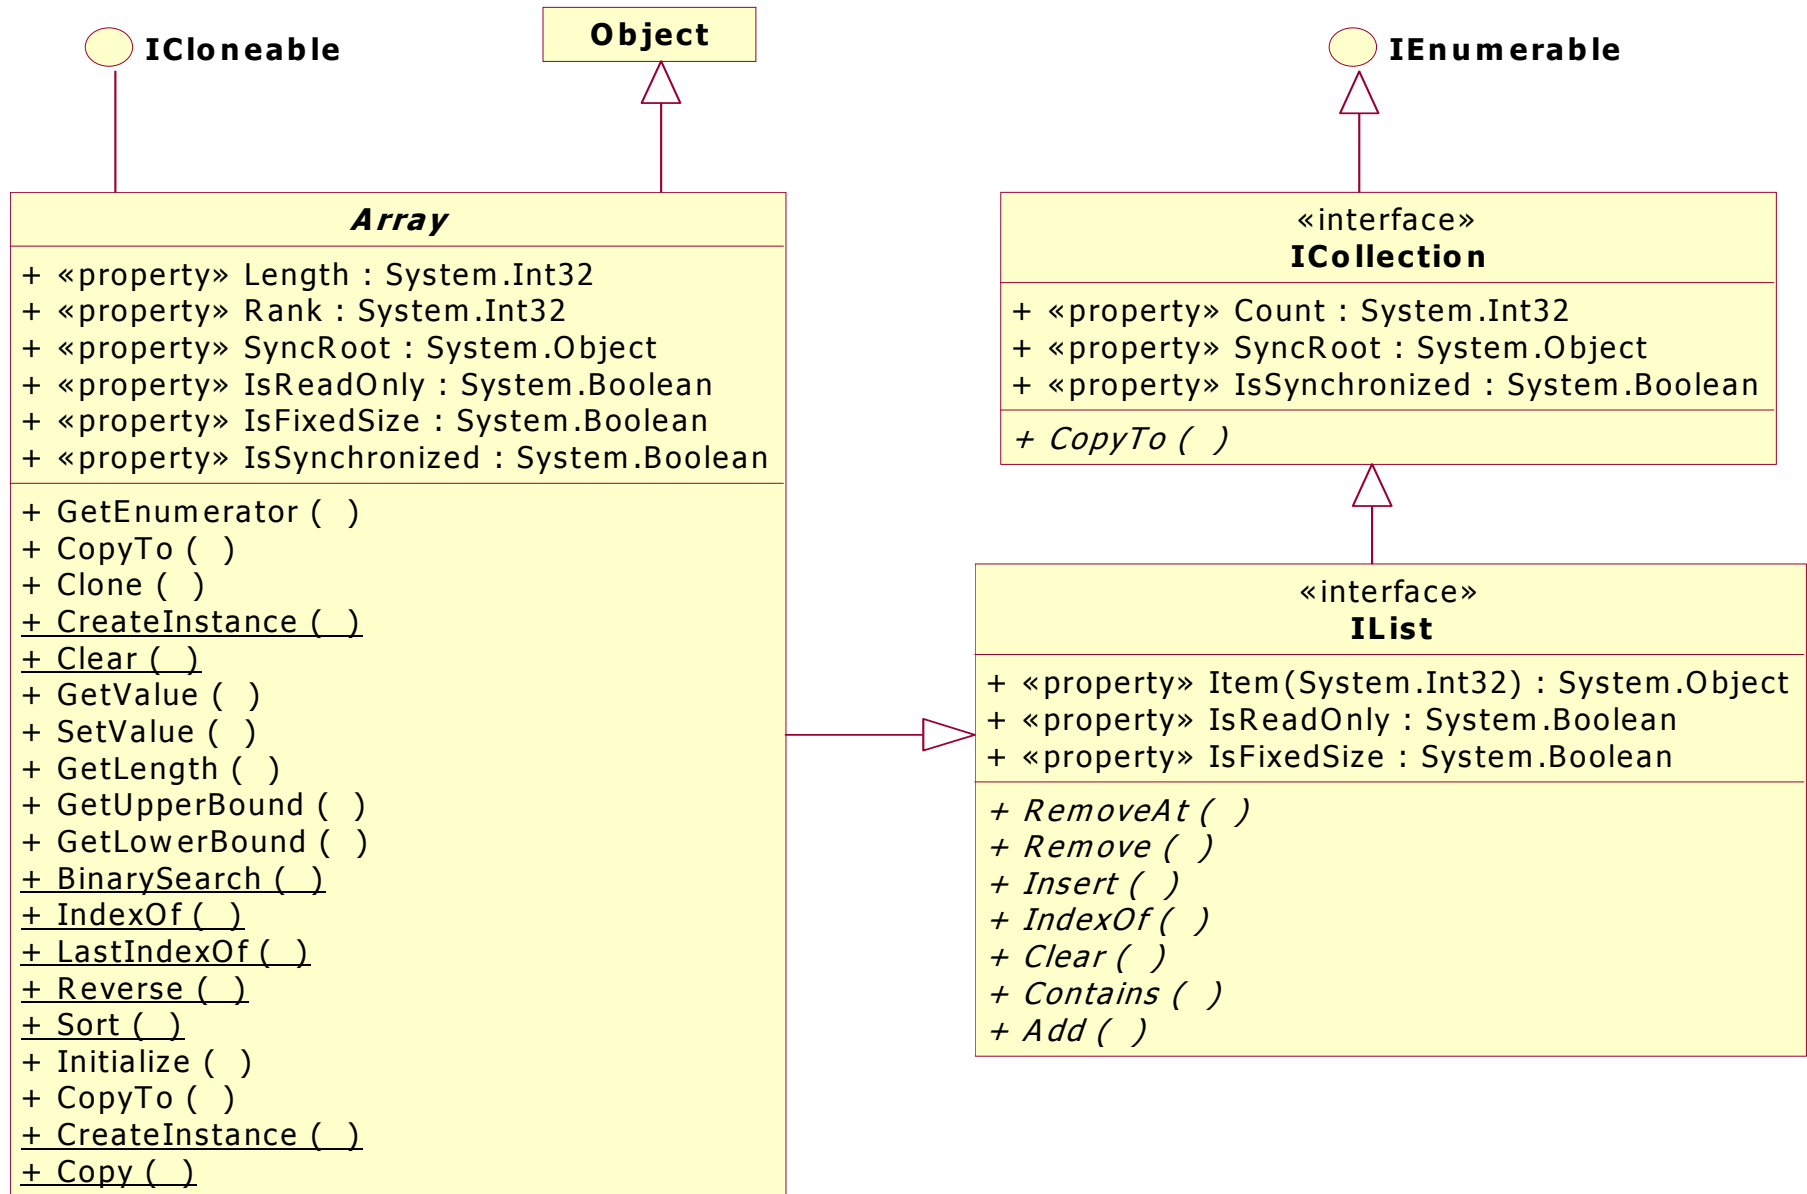 ICloneable
Object
IEnumerable
Array
+ «property» Length : System.Int32
+ «property» Rank : System.Int32
+ «property» SyncRoot : System.Object
+ «property» IsReadOnly : System.Boolean
+ «property» IsFixedSize : System.Boolean
+ «property» IsSynchronized : System.Boolean
+ GetEnumerator ( )
+ CopyTo ( )
+ Clone ( )
+ CreateInstance ( )
+ Clear ( )
+ GetValue ( )
+ SetValue ( )
+ GetLength ( )
+ GetUpperBound ( )
+ GetLowerBound ( )
+ BinarySearch ( )
+ IndexOf ( )
+ LastIndexOf ( )
+ Reverse ( )
+ Sort ( )
+ Initialize ( )
+ CopyTo ( )
+ CreateInstance ( )
+ Copy ( )
«interface»
ICollection
+ «property» Count : System.Int32
+ «property» SyncRoot : System.Object
+ «property» IsSynchronized : System.Boolean
+ CopyTo ( )
«interface»
IList
+ «property» Item(System.Int32) : System.Object
+ «property» IsReadOnly : System.Boolean
+ «property» IsFixedSize : System.Boolean
+ RemoveAt ( )
+ Remove ( )
+ Insert ( )
+ IndexOf ( )
+ Clear ( )
+ Contains ( )
+ Add ( )